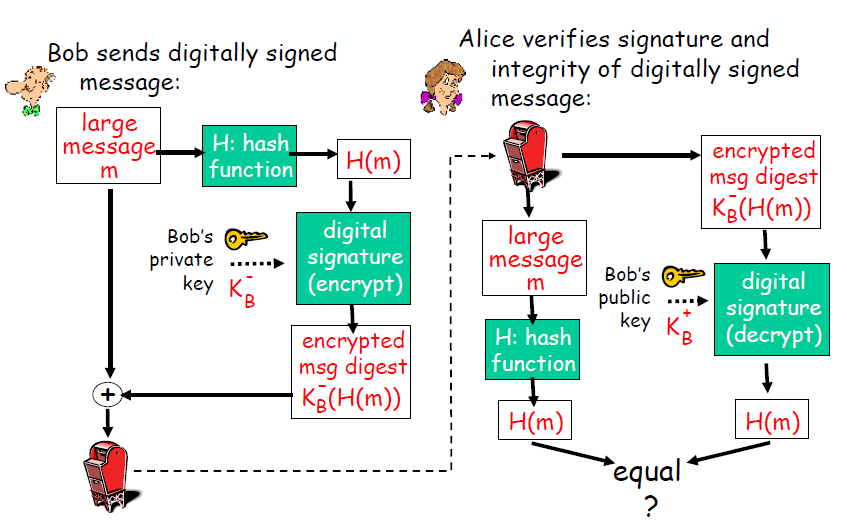 Bob sends digitally signed
message:
large
message
m
H: hash
function
H(m)
Bob's
private
key
K_B^-
digital
signature
(encrypt)
encrypted
msg digest
K_B^-(H(m))
+
Alice verifies signature and
integrity of digitally signed
message:
encrypted
msg digest
K_B^-(H(m))
large
message
m
H: hash
function
H(m)
Bob's
public
key
K_B^+
digital
signature
(decrypt)
H(m)
equal
?